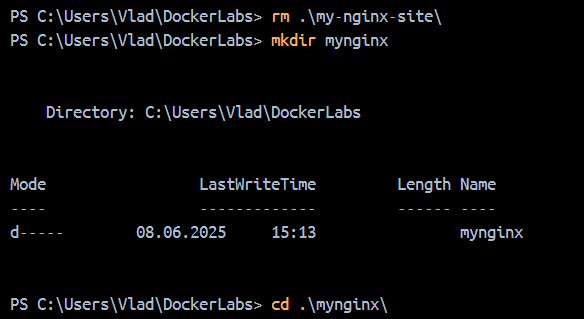 PS C:\Users\Vlad\DockerLabs> rm .\my-nginx-site\
PS C:\Users\Vlad\DockerLabs> mkdir mynginx
Directory: C:\Users\Vlad\DockerLabs
Mode LastWriteTime Length Name
---- ------------- ------ ----
d----- 08.06.2025 15:13 mynginx
PS C:\Users\Vlad\DockerLabs> cd .\mynginx\